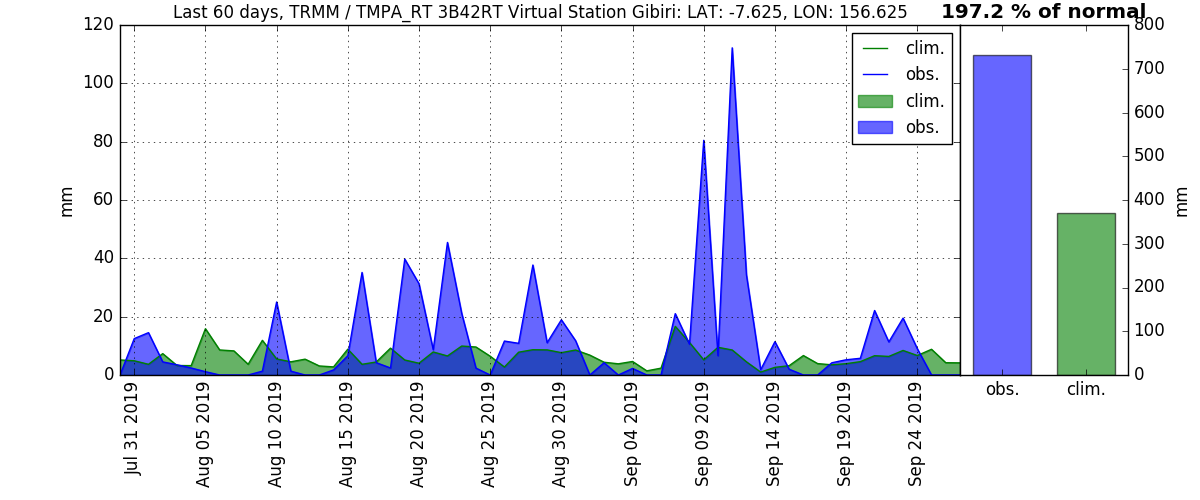 Last 60 days, TRMM / TMPA_RT 3B42RT Virtual Station Gibiri: LAT: -7.625, LON: 156.625
197.2 % of normal
120
100
80
60
40
20
0
mm
clim.
obs.
clim.
obs.
Jul 31 2019
Aug 05 2019
Aug 10 2019
Aug 15 2019
Aug 20 2019
Aug 25 2019
Aug 30 2019
Sep 04 2019
Sep 09 2019
Sep 14 2019
Sep 19 2019
Sep 24 2019
800
700
600
500
400
300
200
100
0
mm
obs.
clim.